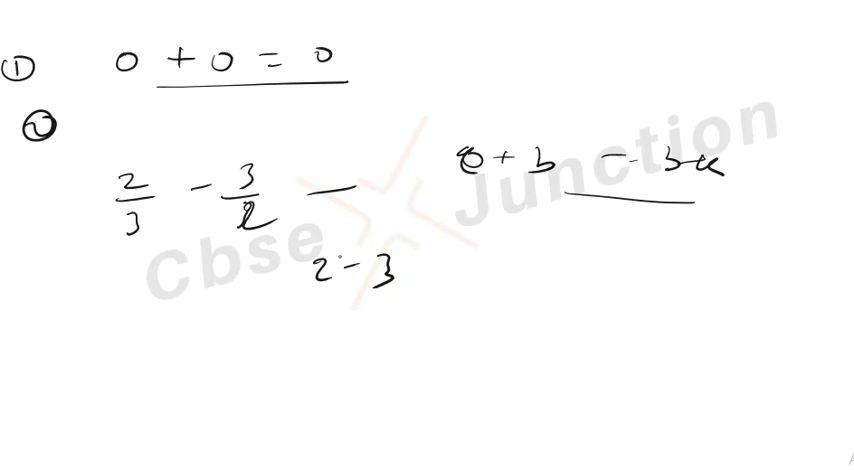 ① 0 + 0 = 0
②
2/3 - 3/2 —
2 - 3
+ b =
Cbse Junction